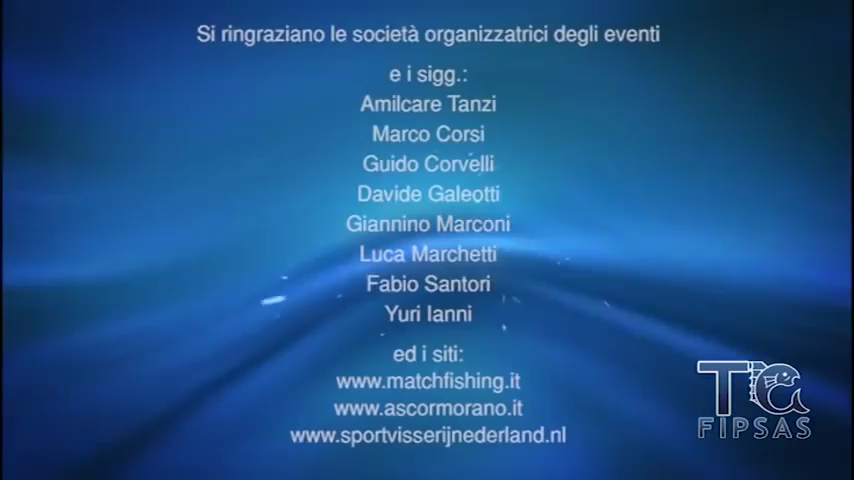 Si ringraziano le società organizzatrici degli eventi
e i sigg.:
Amilcare Tanzi
Marco Corsi
Guido Corvelli
Davide Galeotti
Giannino Marconi
Luca Marchetti
Fabio Santori
Yuri Ianni
ed i siti:
www.matchfishing.it
www.ascormorano.it
www.sportvisserijnederland.nl
TG
FIPSAS